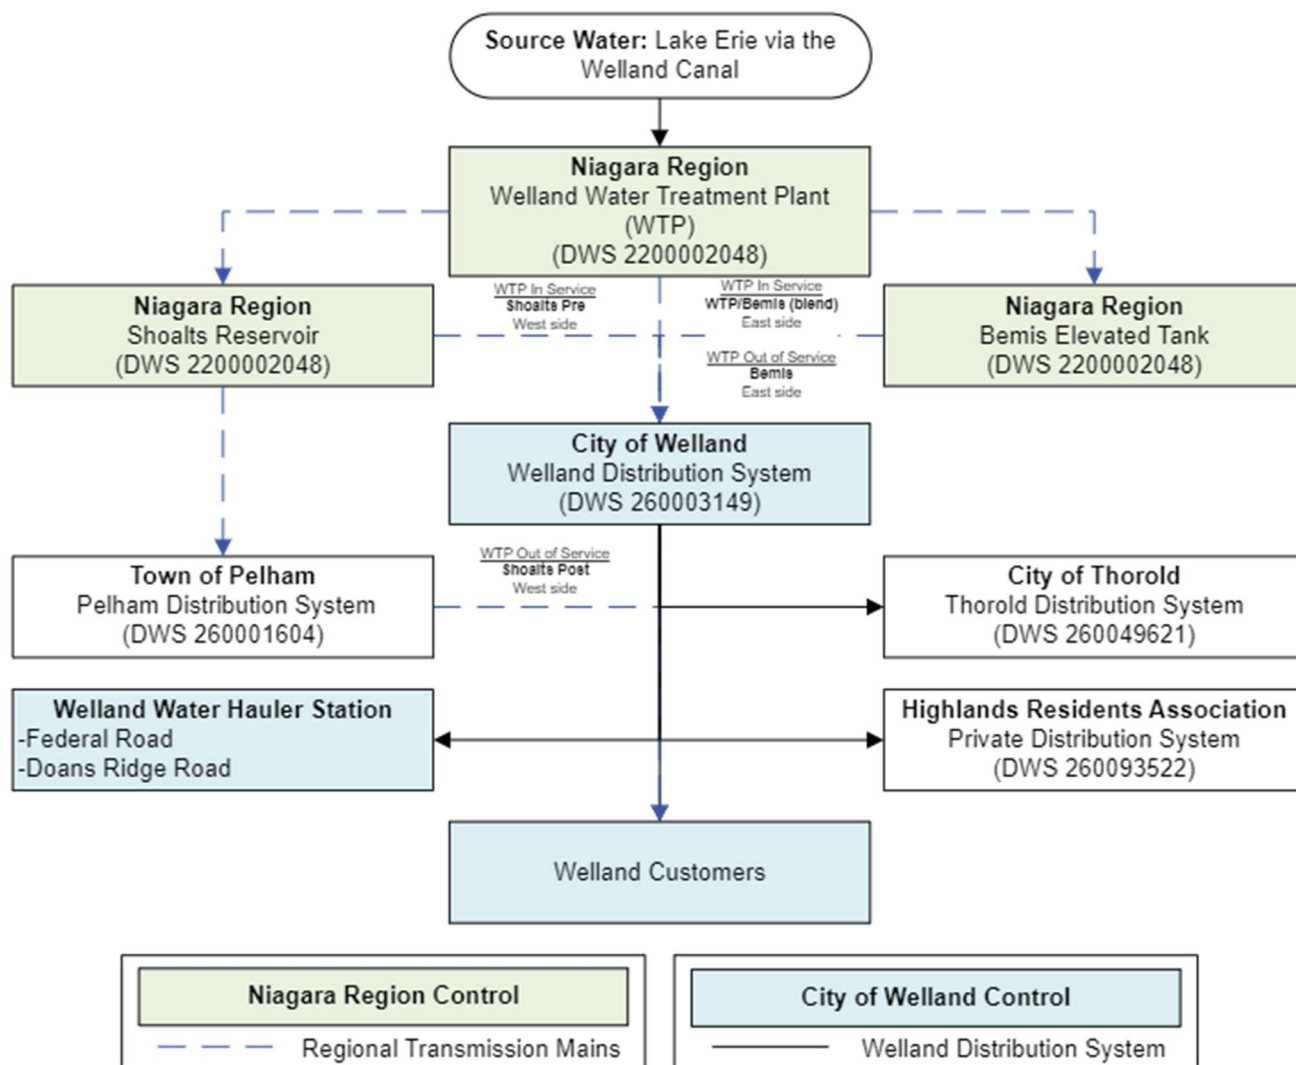 Source Water: Lake Erie via the
Welland Canal
Niagara Region
Welland Water Treatment Plant
(WTP)
(DWS 2200002048)
Niagara Region
Shoalts Reservoir
(DWS 2200002048)
WTP In Service
Shoalts Pre
West side
WTP In Service
WTP/Bemis (blend)
East side
WTP Out of Service
Bemis
East side
Niagara Region
Bemis Elevated Tank
(DWS 2200002048)
City of Welland
Welland Distribution System
(DWS 260003149)
Town of Pelham
Pelham Distribution System
(DWS 260001604)
WTP Out of Service
Shoalts Post
West side
City of Thorold
Thorold Distribution System
(DWS 260049621)
Welland Water Hauler Station
-Federal Road
-Doans Ridge Road
Highlands Residents Association
Private Distribution System
(DWS 260093522)
Welland Customers
Niagara Region Control
Regional Transmission Mains
City of Welland Control
Welland Distribution System